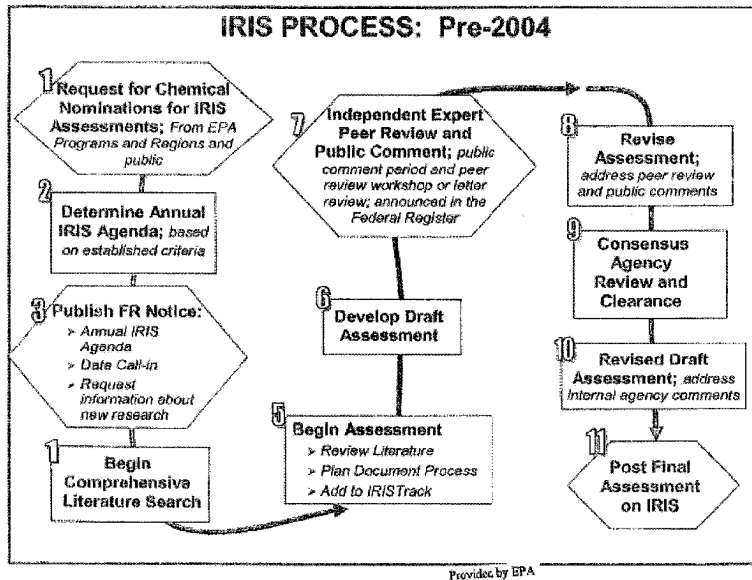 IRIS PROCESS: Pre-2004
1
Request for Chemical
Nominations for IRIS
Assessments; From EPA
Programs and Regions and
public
2
Determine Annual
IRIS Agenda; based
on established criteria
3
Publish FR Notice:
➢ Annual IRIS
Agenda
➢ Data Call-in
➢ Request
information about
new research
1
Begin
Comprehensive
Literature Search
5
Begin Assessment
➢ Review Literature
➢ Plan Document Process
➢ Add to IRISTrack
6
Develop Draft
Assessment
7
Independent Expert
Peer Review and
Public Comment; public
comment period and peer
review workshop or letter
review; announced in the
Federal Register
8
Revise
Assessment;
address peer review
and public comments
9
Consensus
Agency
Review and
Clearance
10
Revised Draft
Assessment; address
internal agency comments
11
Post Final
Assessment
on IRIS
Provided by EPA